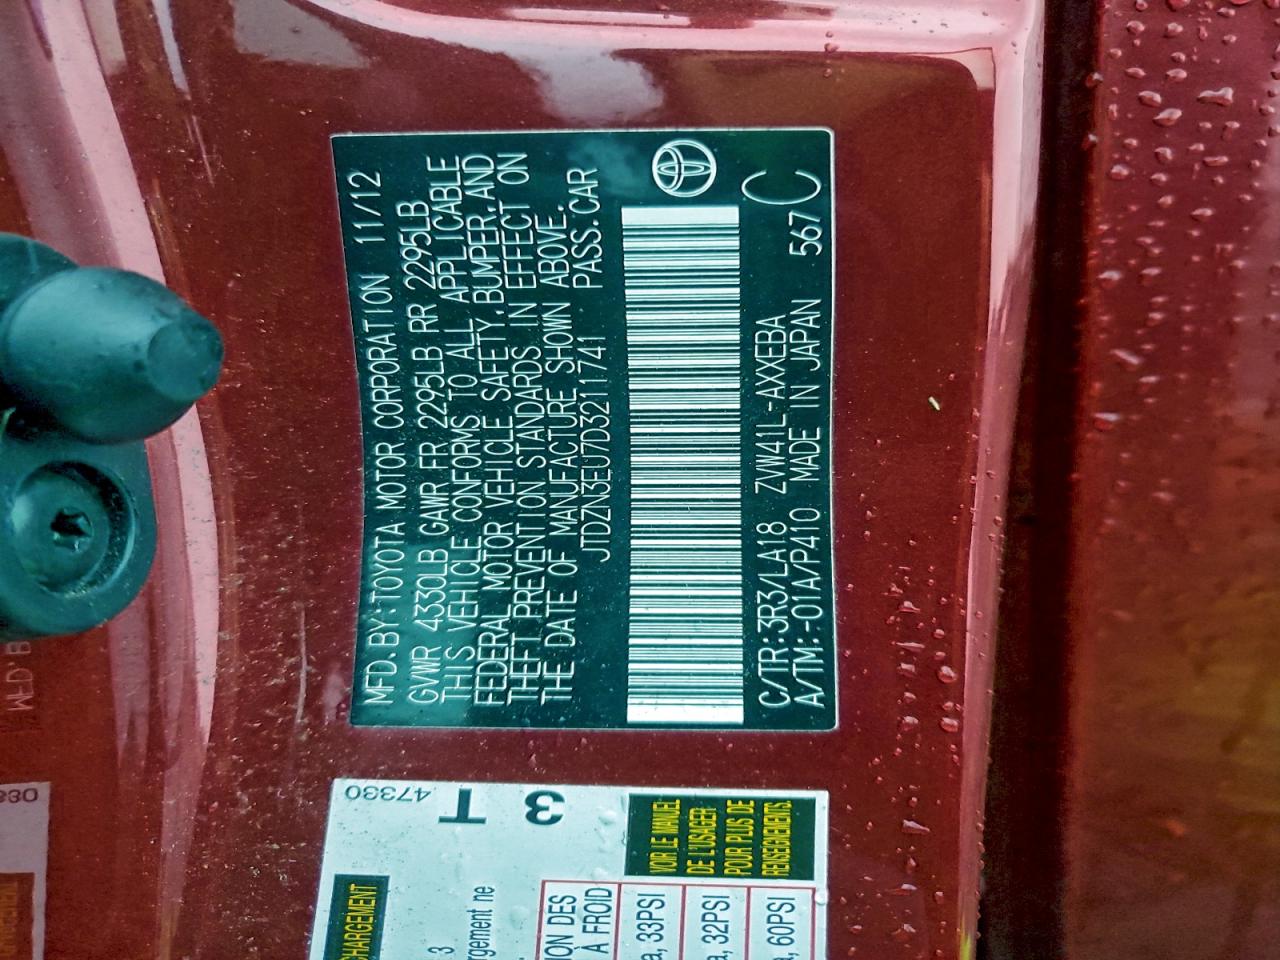 MFD. BY: TOYOTA MOTOR CORPORATION 11/12
GVWR 4330LB GAWR FR 2295LB RR 2295LB
THIS VEHICLE CONFORMS TO ALL APPLICABLE
FEDERAL MOTOR VEHICLE SAFETY, BUMPER, AND
THEFT PREVENTION STANDARDS IN EFFECT ON
THE DATE OF MANUFACTURE SHOWN ABOVE.
JTDZN3EU7D3211741 PASS. CAR
C/TR: 3R3/LA18 ZVW41L-AXXEBA
A/TM: -01A/P410 MADE IN JAPAN 567 C
47330
T
3
CHARGEMENT
3
rgement ne
ION DES
À FROID
a, 33PSI
a, 32PSI
a, 60PSI
VOIR LE MANUEL
DE L'USAGER
POUR PLUS DE
RENSEIGNEMENTS.